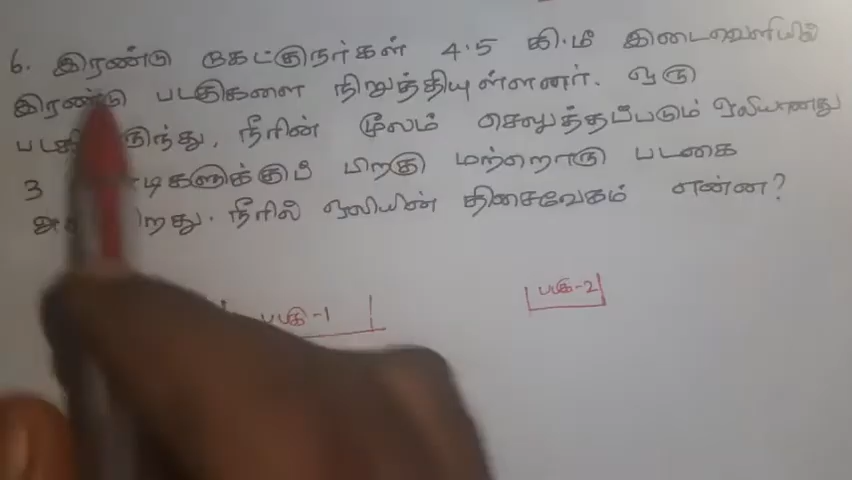 6. இரண்டு கேட்குநர்கள் 4.5 கி.மீ இடைவெளியில்
இரண்டு படகுகளை நிறுத்தியுள்ளனர். ஒரு
நீரின் மூலம் செலுத்தப்படும் ஒலியானது
3 பிறகு மற்றொரு படகை
நீரில் ஒலியின் திசைவேகம் என்ன?
படகு-1 படகு-2